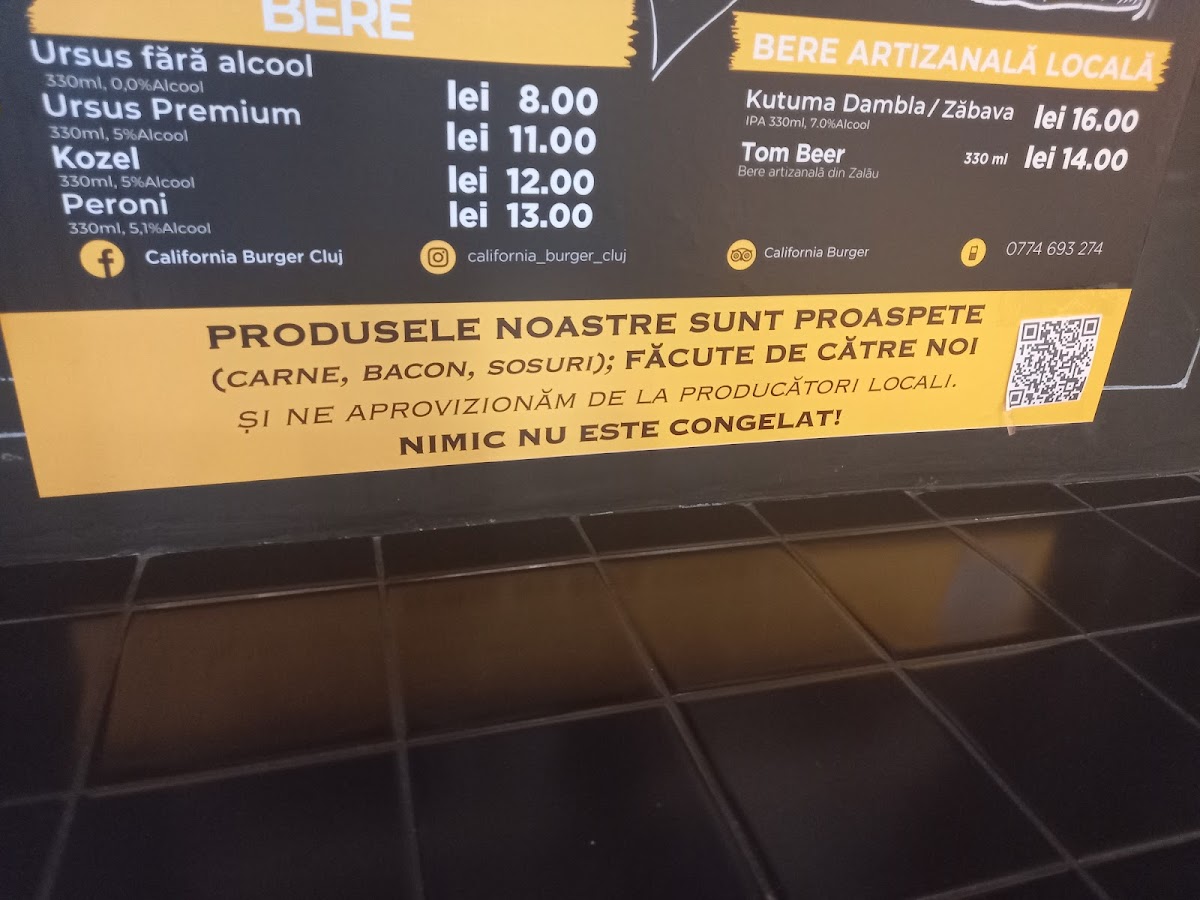 BERE
Ursus fără alcool
330ml, 0,0%Alcool
lei 8.00
Ursus Premium
330ml, 5%Alcool
lei 11.00
Kozel
330ml, 5%Alcool
lei 12.00
Peroni
330ml, 5,1%Alcool
lei 13.00
BERE ARTIZANALĂ LOCALĂ
Kutuma Dambla / Zăbava lei 16.00
IPA 330ml, 7.0%Alcool
Tom Beer 330 ml lei 14.00
Bere artizanală din Zalău
California Burger Cluj
california_burger_cluj
California Burger
0774 693 274
PRODUSELE NOASTRE SUNT PROASPETE
(CARNE, BACON, SOSURI); FĂCUTE DE CĂTRE NOI
ȘI NE APROVIZIONĂM DE LA PRODUCĂTORI LOCALI.
NIMIC NU ESTE CONGELAT!